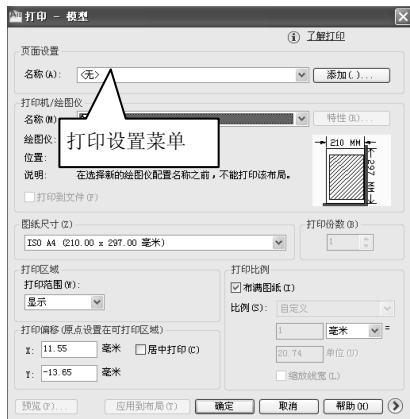 打印 - 模型
了解打印
页面设置
名称(A): <无> 添加(.)...
打印机/绘图仪
名称(M): 特性(R)...
绘图仪:
打印设置菜单
位置:
说明: 在选择新的绘图仪配置名称之前，不能打印该布局。
打印到文件(F)
210 MM
297 MM
图纸尺寸(Z)
ISO A4 (210.00 x 297.00 毫米)
打印份数(B)
1
打印区域
打印范围(W):
显示
打印比例
布满图纸(I)
比例(S): 自定义
1 毫米 =
20.74 单位(U)
缩放线宽(L)
打印偏移(原点设置在可打印区域)
X: 11.55 毫米 居中打印(C)
Y: -13.65 毫米
预览(P)... 应用到布局(T) 确定 取消 帮助(H)